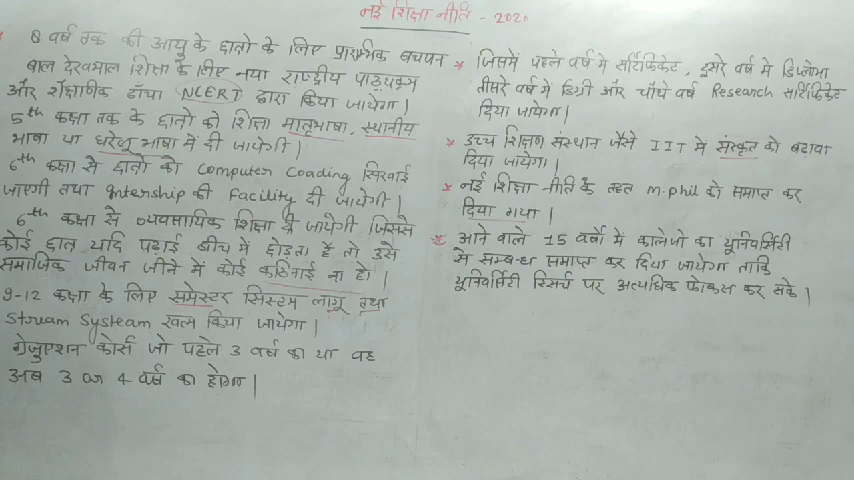 नई शिक्षा नीति - 2020
8 वर्ष तक की आयु के छात्रों के लिए प्रारम्भिक बचपन
बाल देखभाल शिक्षा के लिए नया राष्ट्रीय पाठ्यक्रम
और शैक्षणिक ढाँचा NCERT द्वारा किया जायेगा।
5th कक्षा तक के छात्रों को शिक्षा मातृभाषा, स्थानीय
भाषा या घरेलू भाषा में दी जायेगी।
6th कक्षा से छात्रों को Computer Coading सिखाई
जाएगी तथा Internship की Facility दी जायेगी।
6th कक्षा से व्यवसायिक शिक्षा दी जायेगी जिससे
कोई छात्र यदि पढाई बीच में छोडता है तो उसे
समाजिक जीवन जीने में कोई कठिनाई ना हो।
9-12 कक्षा के लिए सेमेस्टर सिस्टम लागू तथा
Stream Systeam खत्म किया जायेगा।
ग्रेजुएशन कोर्स जो पहले 3 वर्ष का था वह
अब 3 व 4 वर्ष का होगा।
* जिसमें पहले वर्ष में सर्टिफिकेट, दूसरे वर्ष में डिप्लोमा
तीसरे वर्ष में डिग्री और चौथे वर्ष Research सर्टिफिकेट
दिया जायेगा।
* उच्च शिक्षण संस्थान जैसे IIT में संस्कृत को बढावा
दिया जायेगा।
* नई शिक्षा नीति के तहत M.phil को समाप्त कर
दिया गया।
* आने वाले 15 वर्षों में कालेजो का यूनिवर्सिटी
से सम्बन्ध समाप्त कर दिया जायेगा ताकि
यूनिवर्सिटी रिसर्च पर अत्यधिक फोकस कर सके।